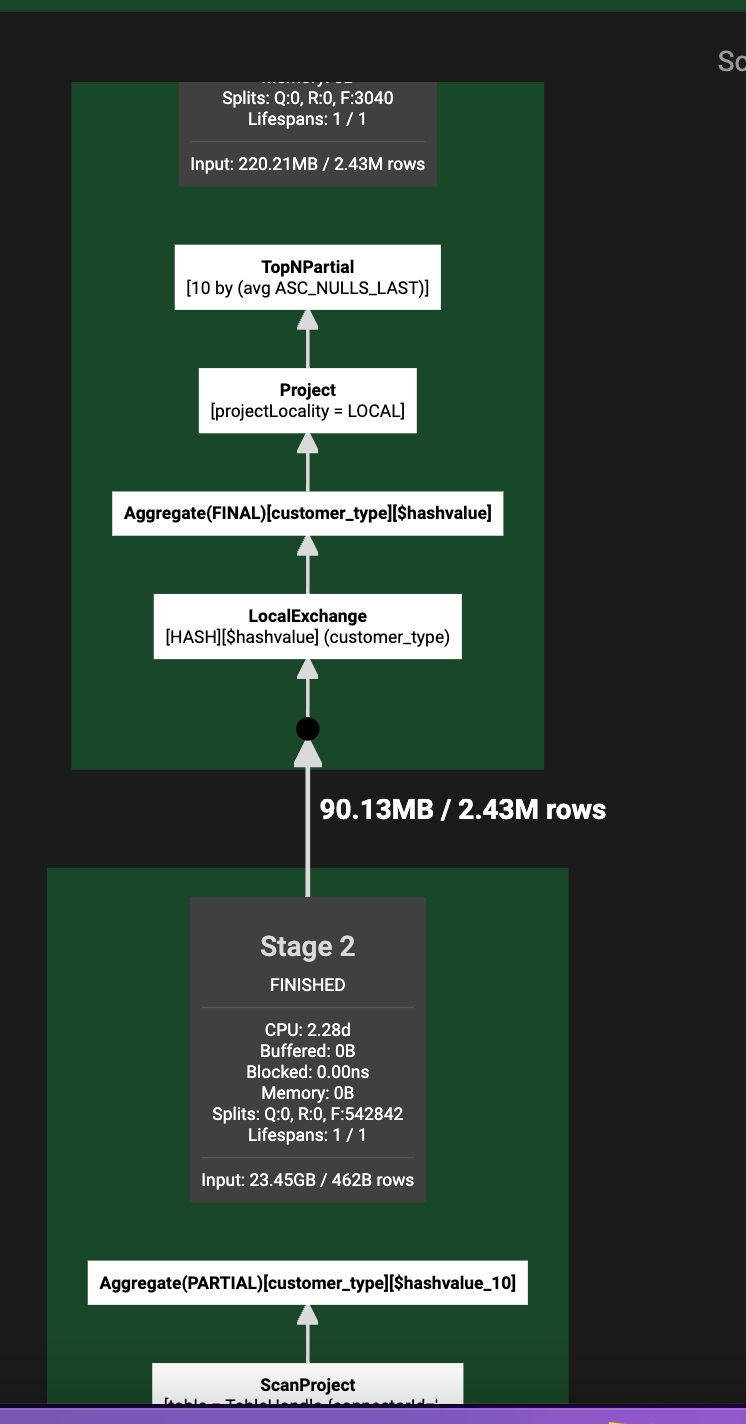 Sc
Splits: Q:0, R:0, F:3040
Lifespans: 1 / 1
Input: 220.21MB / 2.43M rows
TopNPartial
[10 by (avg ASC_NULLS_LAST)]
Project
[projectLocality = LOCAL]
Aggregate(FINAL)[customer_type][$hashvalue]
LocalExchange
[HASH][$hashvalue] (customer_type)
90.13MB / 2.43M rows
Stage 2
FINISHED
CPU: 2.28d
Buffered: 0B
Blocked: 0.00ns
Memory: 0B
Splits: Q:0, R:0, F:542842
Lifespans: 1 / 1
Input: 23.45GB / 462B rows
Aggregate(PARTIAL)[customer_type][$hashvalue_10]
ScanProject
[table = TableHandle {connectorId='